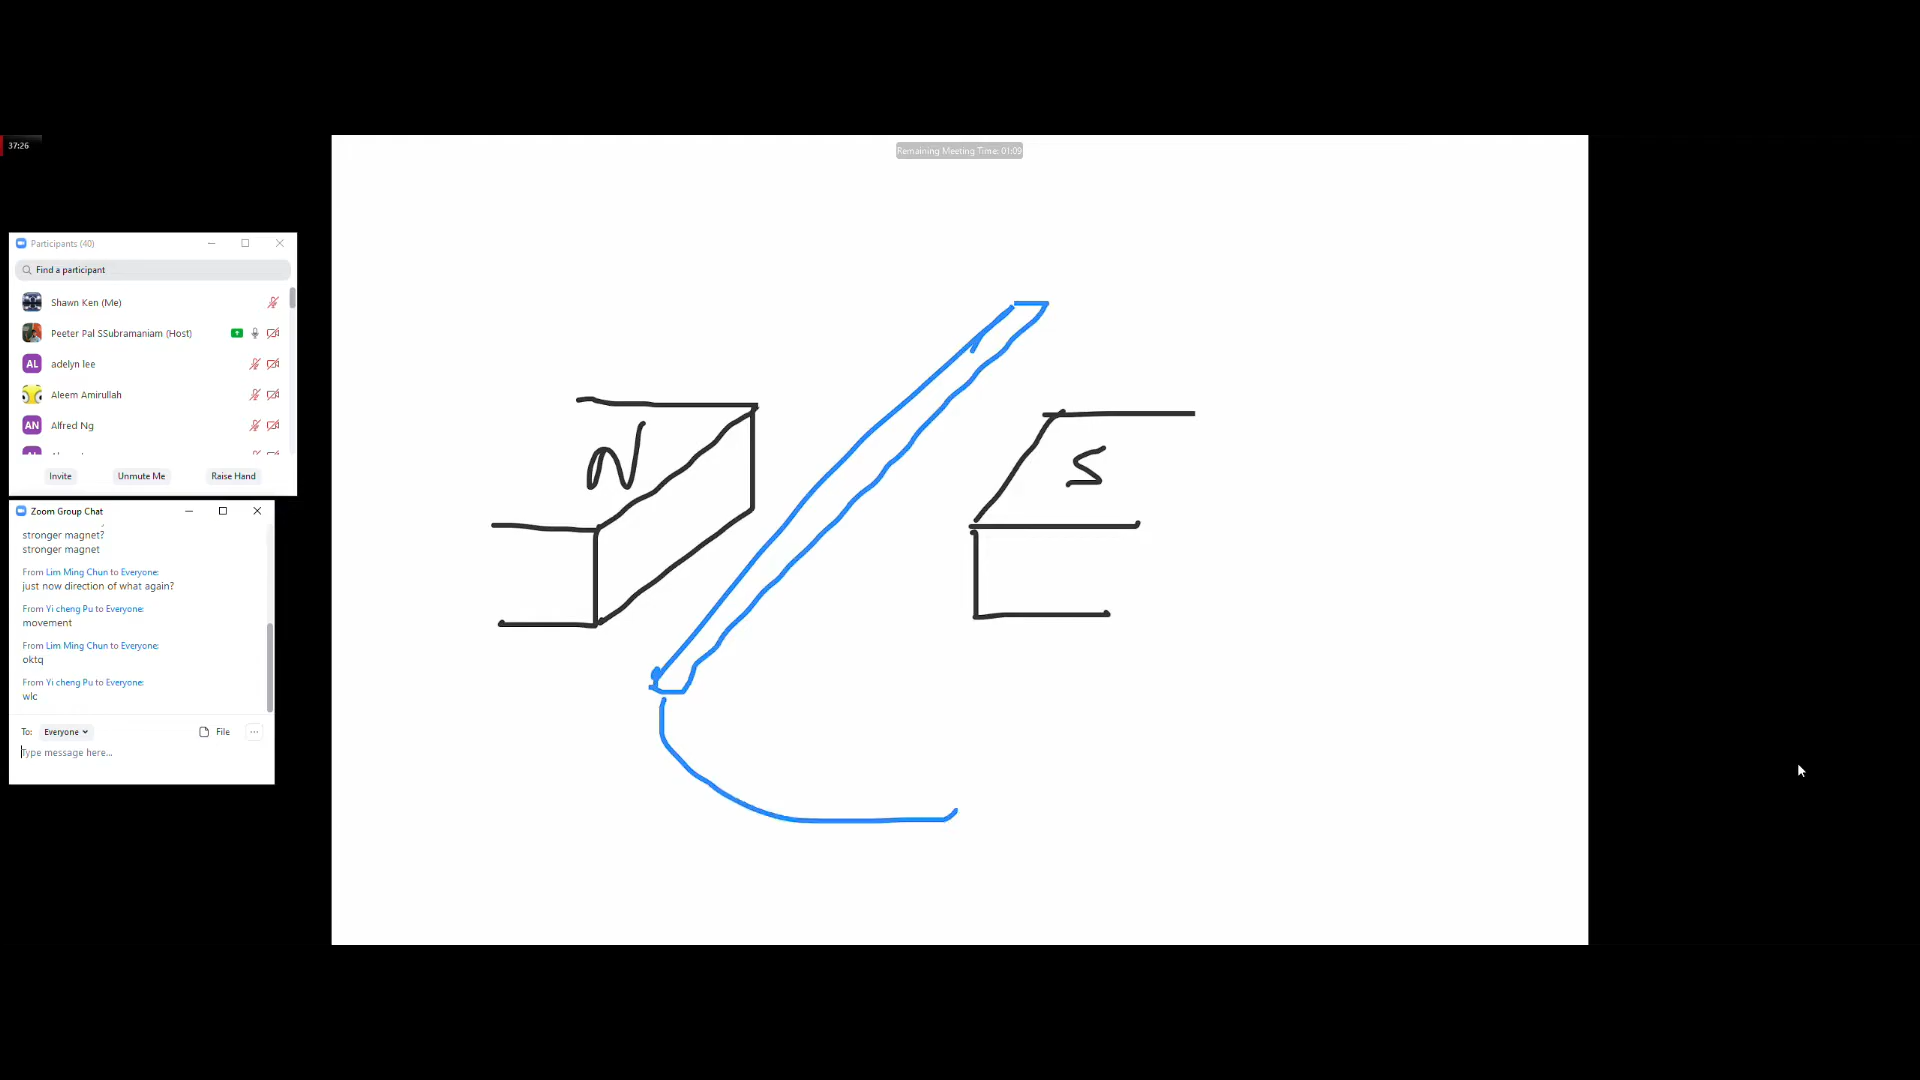 37:26
Remaining Meeting Time: 01:09
Participants (40)
Find a participant
Shawn Ken (Me)
Peeter Pal SSubramaniam (Host)
AL adelyn lee
Aleem Amirullah
AN Alfred Ng
Invite Unmute Me Raise Hand
Zoom Group Chat
stronger magnet?
stronger magnet
From Lim Ming Chun to Everyone:
just now direction of what again?
From Yi cheng Pu to Everyone:
movement
From Lim Ming Chun to Everyone:
oktq
From Yi cheng Pu to Everyone:
wlc
To: Everyone File
Type message here...
N
S